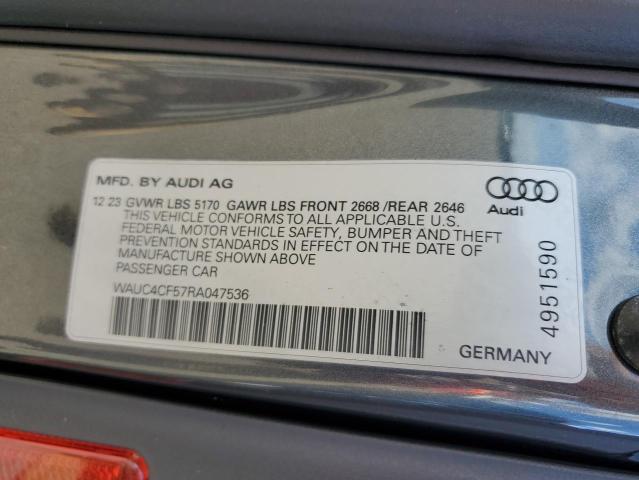 MFD. BY AUDI AG
12 23 GVWR LBS 5170 GAWR LBS FRONT 2668 /REAR 2646
THIS VEHICLE CONFORMS TO ALL APPLICABLE U.S.
FEDERAL MOTOR VEHICLE SAFETY, BUMPER AND THEFT
PREVENTION STANDARDS IN EFFECT ON THE DATE OF
MANUFACTURE SHOWN ABOVE
PASSENGER CAR
WAUC4CF57RA047536
Audi
4951590
GERMANY